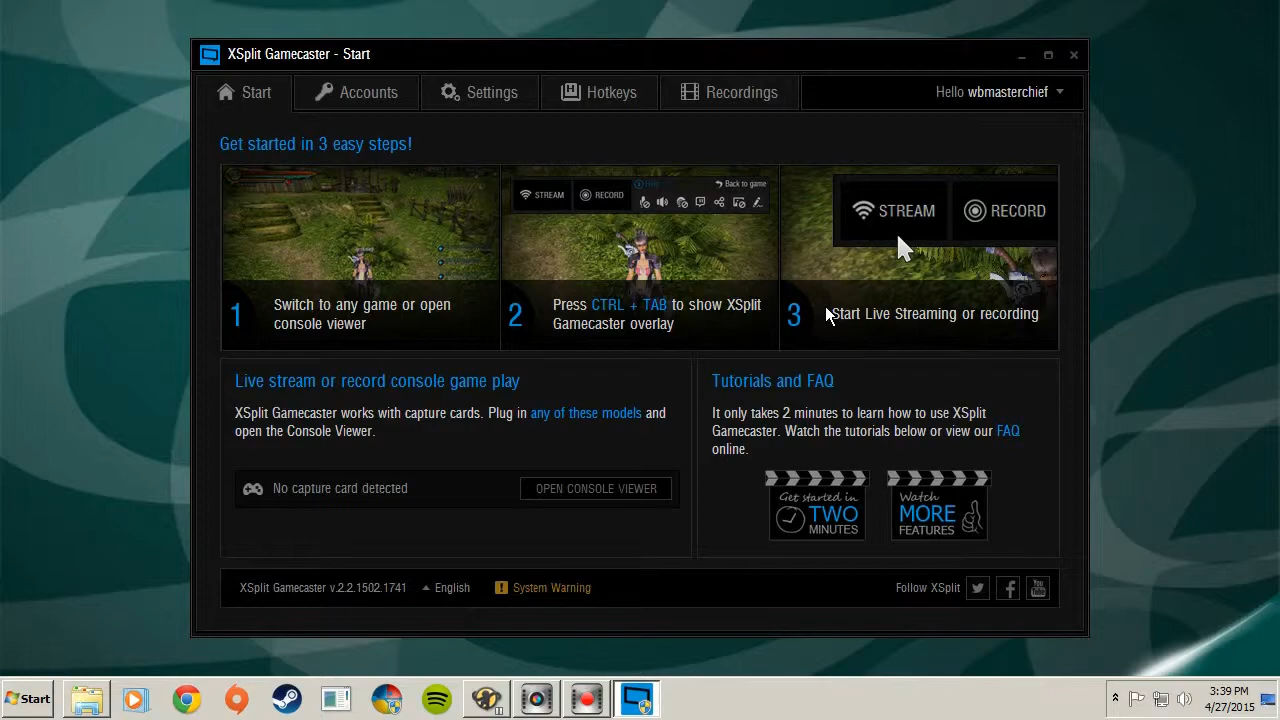 XSplit Gamecaster - Start
Start
Accounts
Settings
Hotkeys
Recordings
Hello wbmasterchief
Get started in 3 easy steps!
STREAM
RECORD
Back to game
STREAM
RECORD
1
Switch to any game or open
console viewer
2
Press CTRL + TAB to show XSplit
Gamecaster overlay
3
Start Live Streaming or recording
Live stream or record console game play
XSplit Gamecaster works with capture cards. Plug in any of these models and
open the Console Viewer.
No capture card detected
OPEN CONSOLE VIEWER
Tutorials and FAQ
It only takes 2 minutes to learn how to use XSplit
Gamecaster. Watch the tutorials below or view our FAQ
online.
Get started in
TWO
MINUTES
Watch
MORE
FEATURES
XSplit Gamecaster v.2.2.1502.1741
English
System Warning
Follow XSplit
You
Tube
Start
3:39 PM
4/27/2015